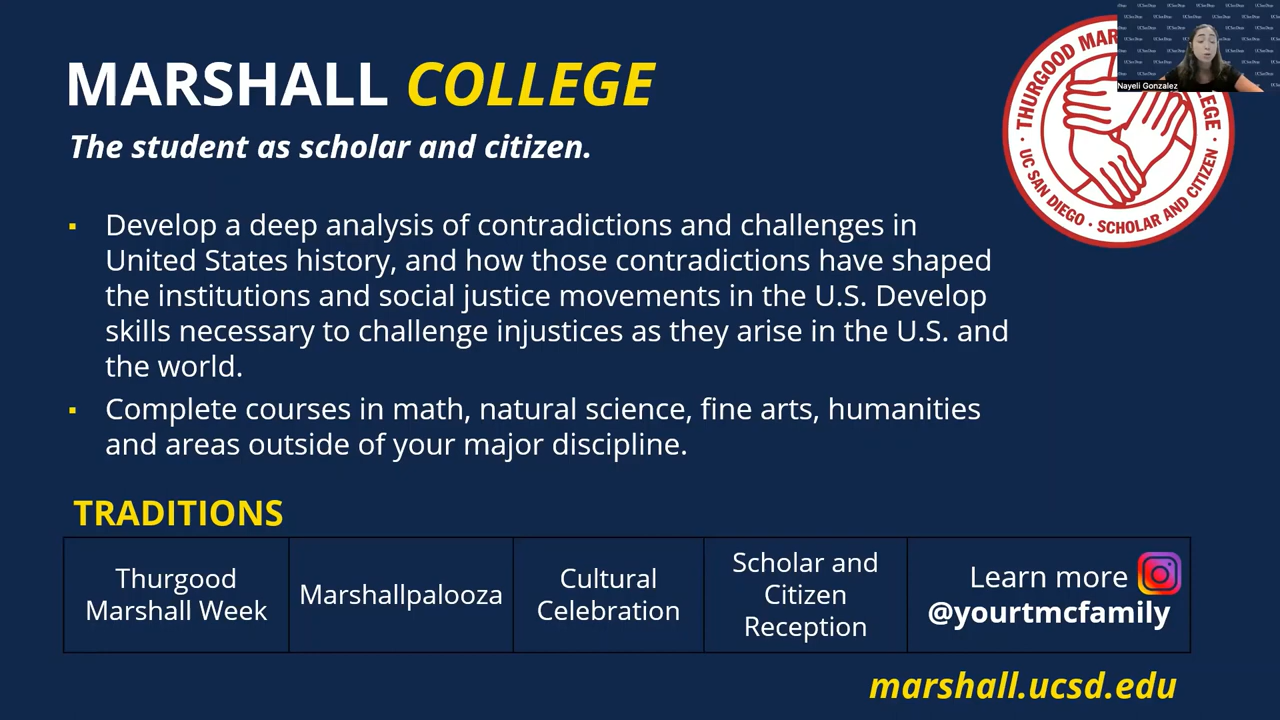 MARSHALL COLLEGE
The student as scholar and citizen.
▪ Develop a deep analysis of contradictions and challenges in
United States history, and how those contradictions have shaped
the institutions and social justice movements in the U.S. Develop
skills necessary to challenge injustices as they arise in the U.S. and
the world.
▪ Complete courses in math, natural science, fine arts, humanities
and areas outside of your major discipline.
TRADITIONS
Thurgood
Marshall Week
Marshallpalooza
Cultural
Celebration
Scholar and
Citizen
Reception
Learn more
@yourtmcfamily
marshall.ucsd.edu
THURGOOD MAR
LEGE
· UC SAN DIEGO · SCHOLAR AND CITIZEN ·
Nayeli Gonzalez